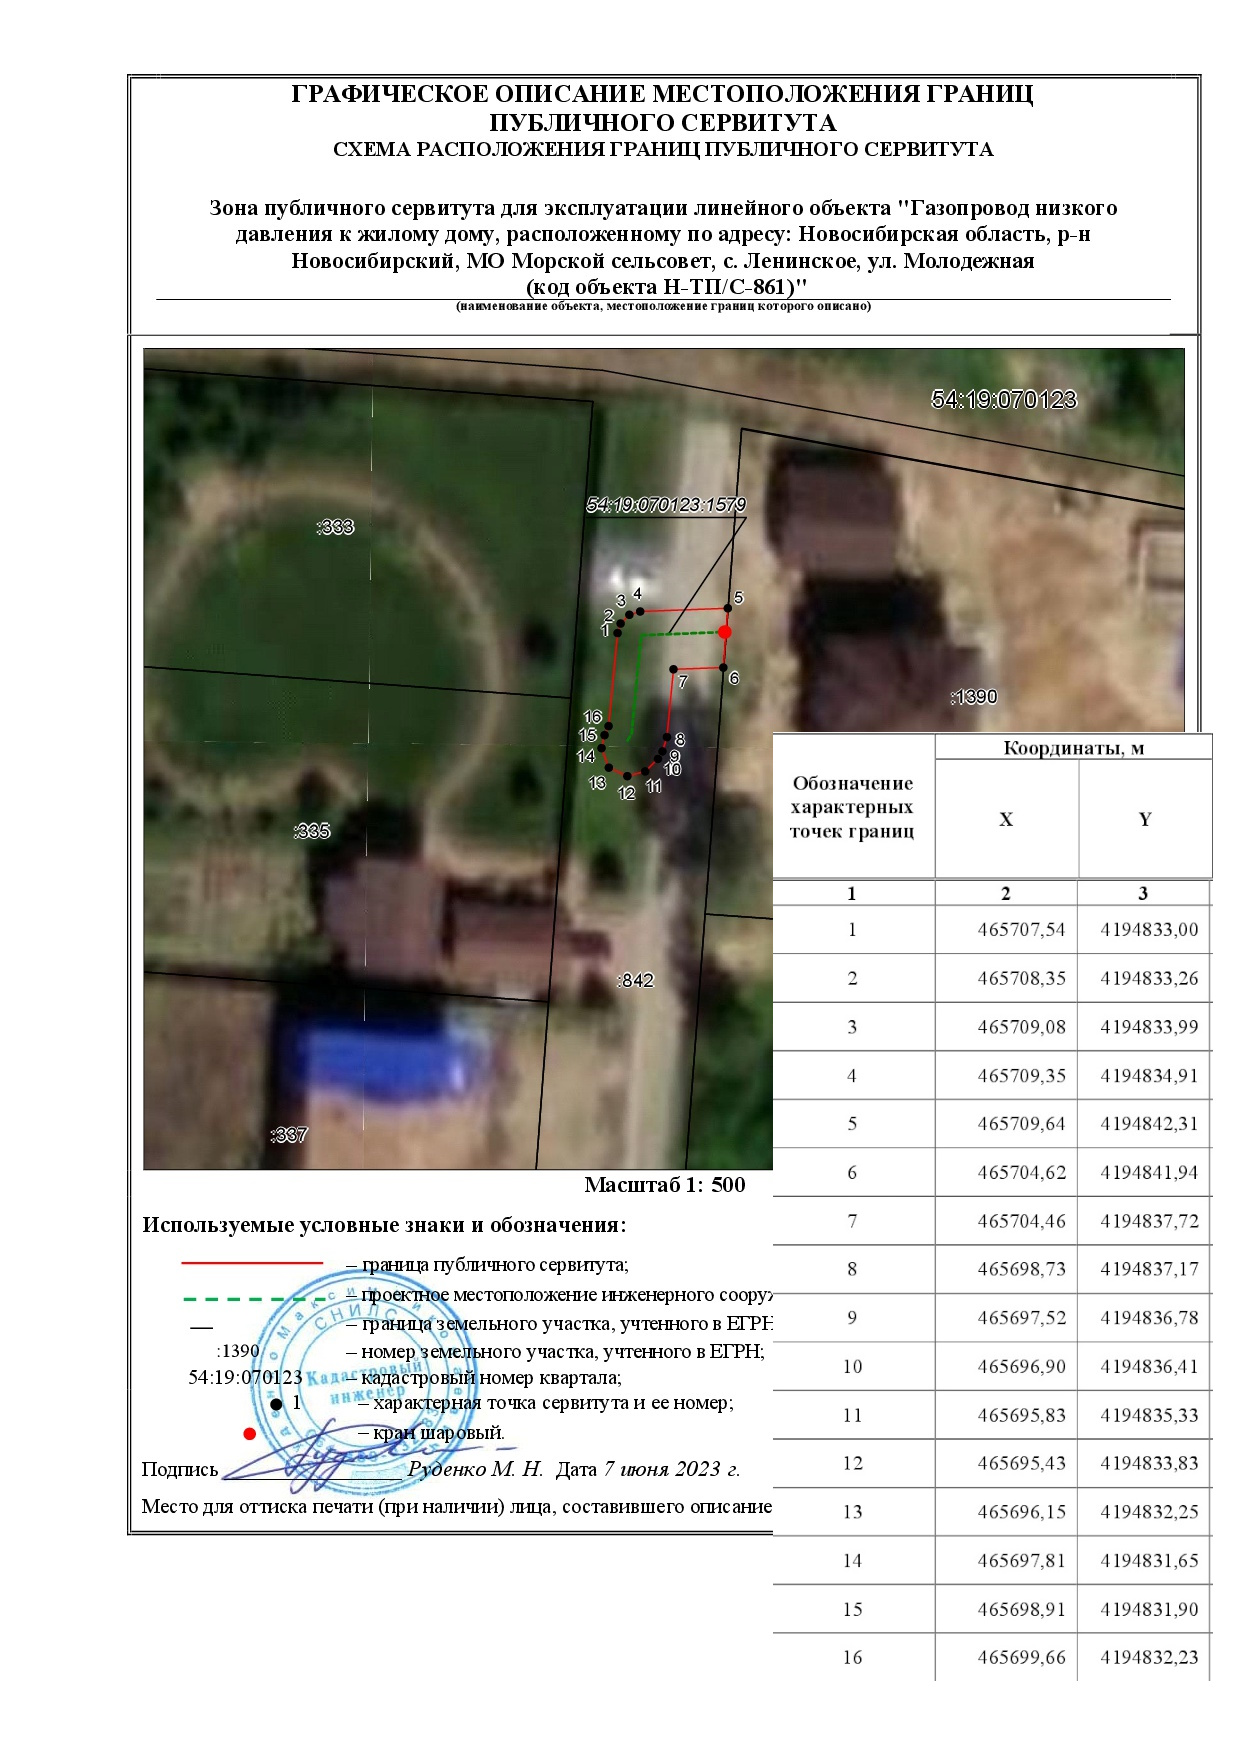 ГРАФИЧЕСКОЕ ОПИСАНИЕ МЕСТОПОЛОЖЕНИЯ ГРАНИЦ
ПУБЛИЧНОГО СЕРВИТУТА
СХЕМА РАСПОЛОЖЕНИЯ ГРАНИЦ ПУБЛИЧНОГО СЕРВИТУТА
Зона публичного сервитута для эксплуатации линейного объекта "Газопровод низкого
давления к жилому дому, расположенному по адресу: Новосибирская область, р-н
Новосибирский, МО Морской сельсовет, с. Ленинское, ул. Молодежная
(код объекта Н-ТП/С-861)"
(наименование объекта, местоположение границ которого описано)
54:19:070123
54:19:070123:1579
:333
4
5
3
2
1
6
7
:1390
16
15
8
14
9
10
13
11
12
:335
:842
:337
Масштаб 1: 500
Используемые условные знаки и обозначения:
– граница публичного сервитута;
– проектное местоположение инженерного сооруж
– граница земельного участка, учтенного в ЕГРН
:1390 – номер земельного участка, учтенного в ЕГРН;
54:19:070123 – кадастровый номер квартала;
1 – характерная точка сервитута и ее номер;
– кран шаровый.
СНИЛС
Кадастровый
инженер
Подпись Руденко М. Н. Дата 7 июня 2023 г.
Место для оттиска печати (при наличии) лица, составившего описание
Обозначение характерных точек границ
Координаты, м
X Y
1 2 3
1 465707,54 4194833,00
2 465708,35 4194833,26
3 465709,08 4194833,99
4 465709,35 4194834,91
5 465709,64 4194842,31
6 465704,62 4194841,94
7 465704,46 4194837,72
8 465698,73 4194837,17
9 465697,52 4194836,78
10 465696,90 4194836,41
11 465695,83 4194835,33
12 465695,43 4194833,83
13 465696,15 4194832,25
14 465697,81 4194831,65
15 465698,91 4194831,90
16 465699,66 4194832,23